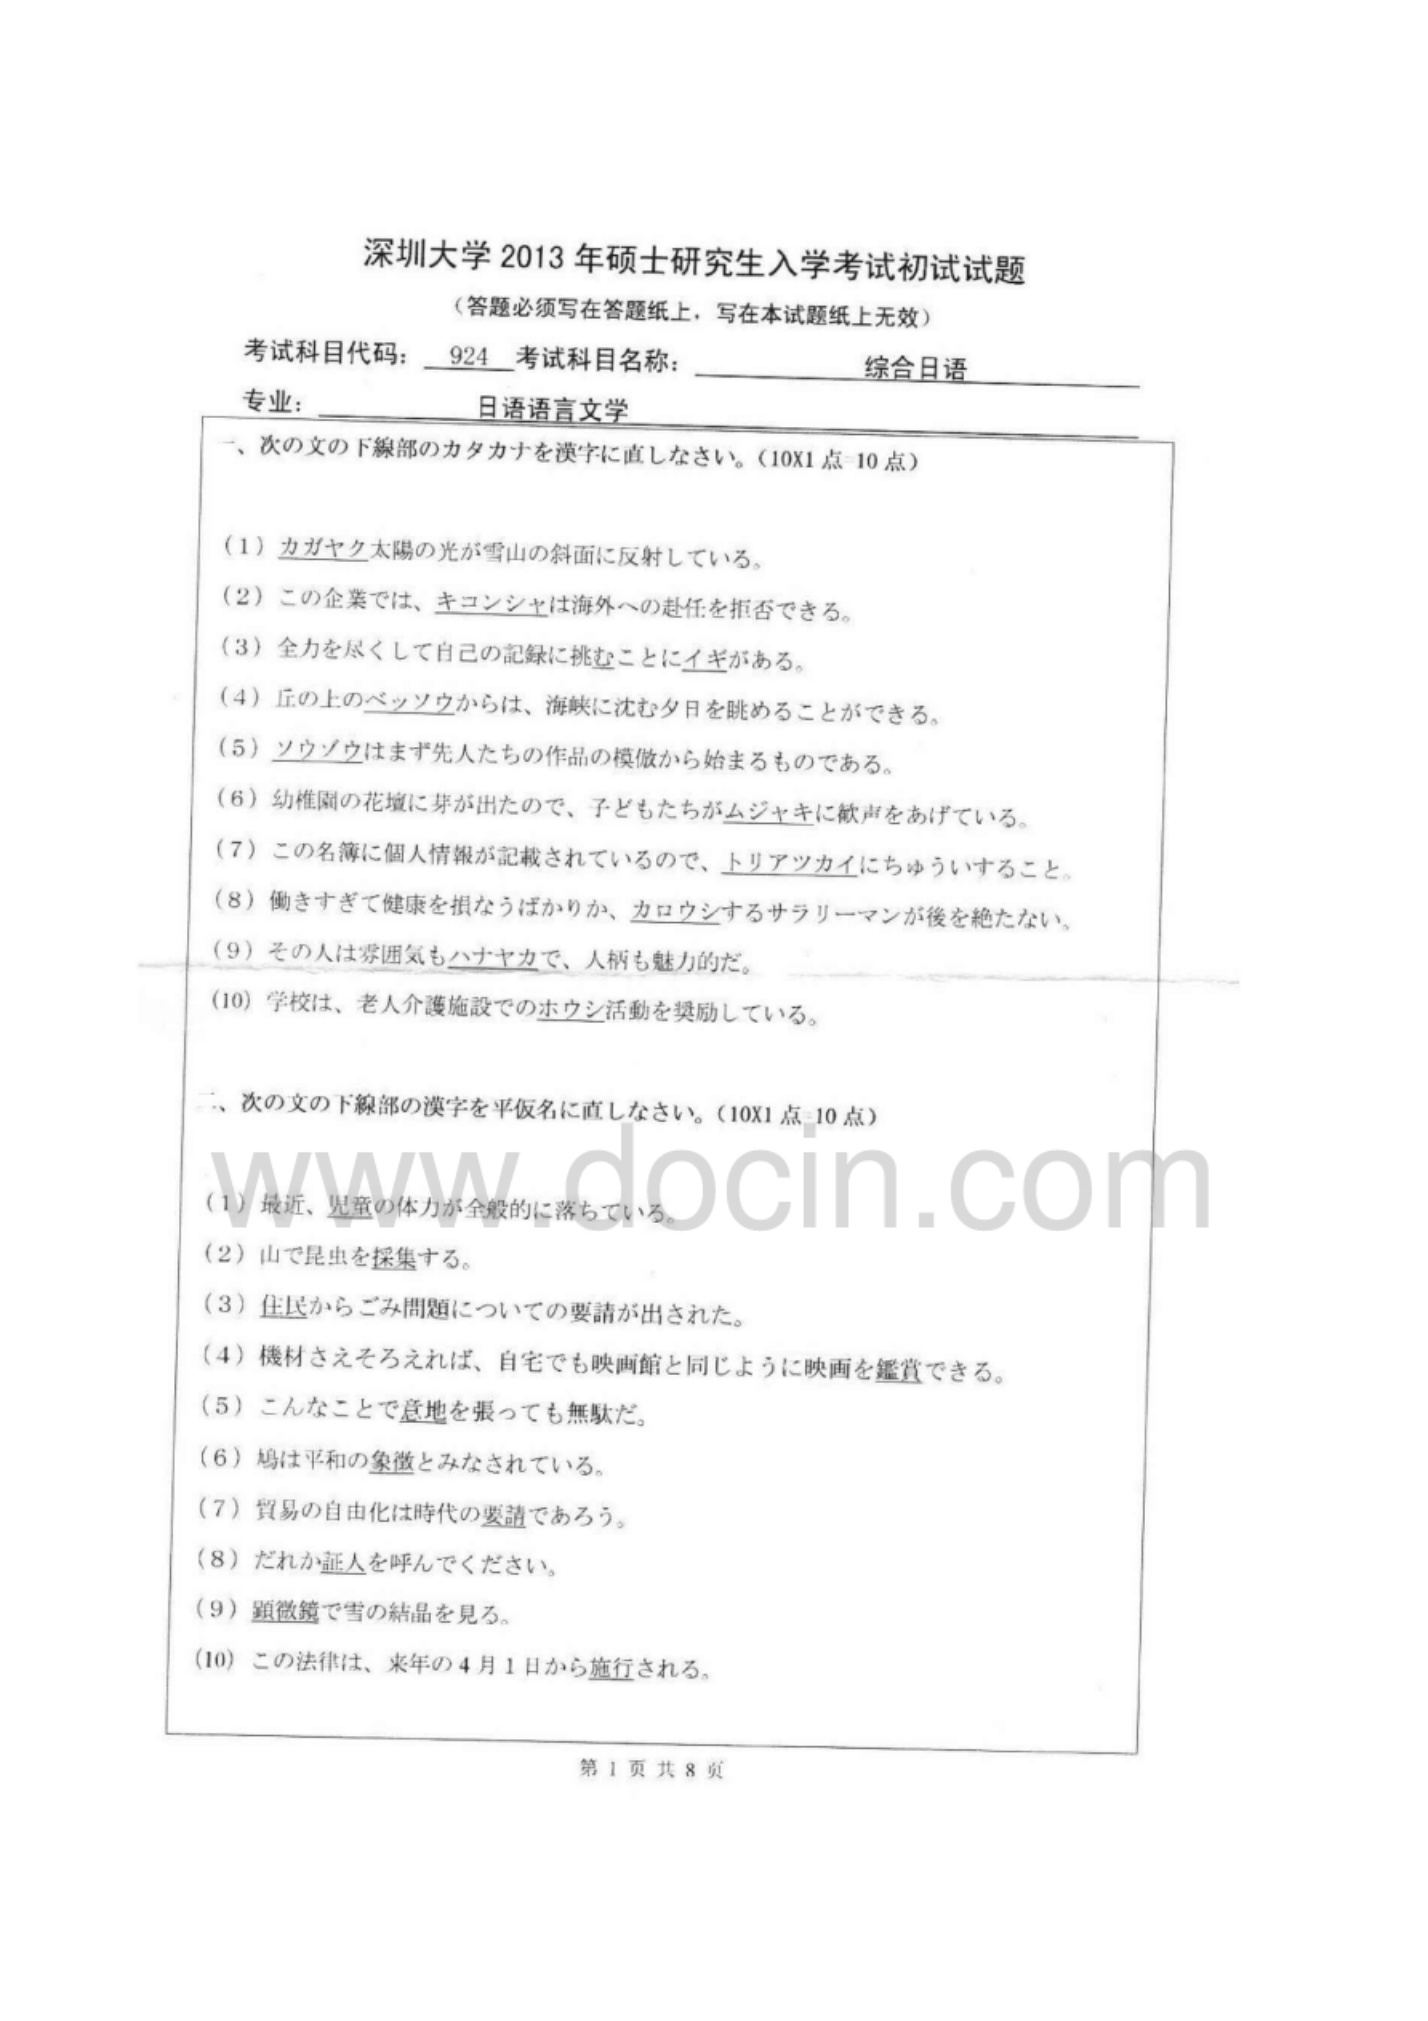 深圳大学 2013 年硕士研究生入学考试初试试题
（答题必须写在答题纸上，写在本试题纸上无效）
考试科目代码： 924 考试科目名称： 综合日语
专业： 日语语言文学
一、次の文の下線部のカタカナを漢字に直しなさい。（10X1 点=10 点）
（1）カガヤク太陽の光が雪山の斜面に反射している。
（2）この企業では、キコンシャは海外への赴任を拒否できる。
（3）全力を尽くして自己の記録に挑むことにイギがある。
（4）丘の上のベッソウからは、海峡に沈む夕日を眺めることができる。
（5）ソウゾウはまず先人たちの作品の模倣から始まるものである。
（6）幼稚園の花壇に芽が出たので、子どもたちがムジャキに歓声をあげている。
（7）この名簿に個人情報が記載されているので、トリアツカイにちゅういすること。
（8）働きすぎて健康を損なうばかりか、カロウシするサラリーマンが後を絶たない。
（9）その人は雰囲気もハナヤカで、人柄も魅力的だ。
(10）学校は、老人介護施設でのホウシ活動を奨励している。
二、次の文の下線部の漢字を平仮名に直しなさい。（10X1 点=10 点）
www.docin.com
（1）最近、児童の体力が全般的に落ちている。
（2）山で昆虫を採集する。
（3）住民からごみ問題についての要請が出された。
（4）機材さえそろえれば、自宅でも映画館と同じように映画を鑑賞できる。
（5）こんなことで意地を張っても無駄だ。
（6）鳩は平和の象徴とみなされている。
（7）貿易の自由化は時代の要請であろう。
（8）だれか証人を呼んでください。
（9）顕微鏡で雪の結晶を見る。
(10）この法律は、来年の 4 月 1 日から施行される。
第 1 页 共 8 页